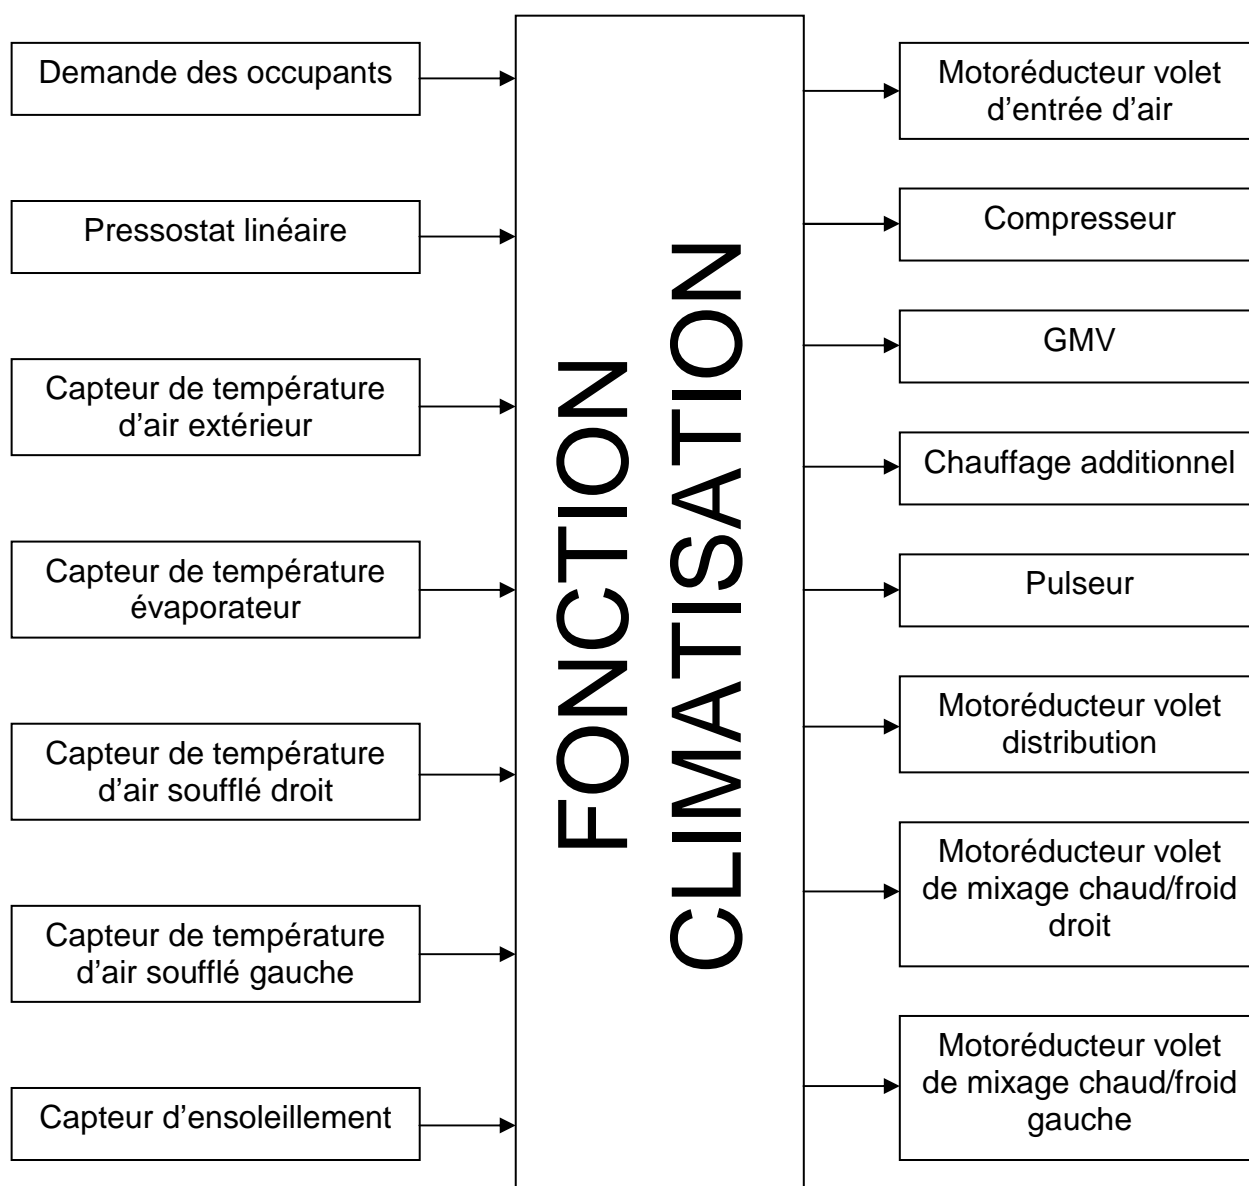 Demande des occupants
Pressostat linéaire
Capteur de température
d’air extérieur
Capteur de température
évaporateur
Capteur de température
d’air soufflé droit
Capteur de température
d’air soufflé gauche
Capteur d’ensoleillement
FONCTION
CLIMATISATION
Motoréducteur volet
d’entrée d’air
Compresseur
GMV
Chauffage additionnel
Pulseur
Motoréducteur volet
distribution
Motoréducteur volet
de mixage chaud/froid
droit
Motoréducteur volet
de mixage chaud/froid
gauche